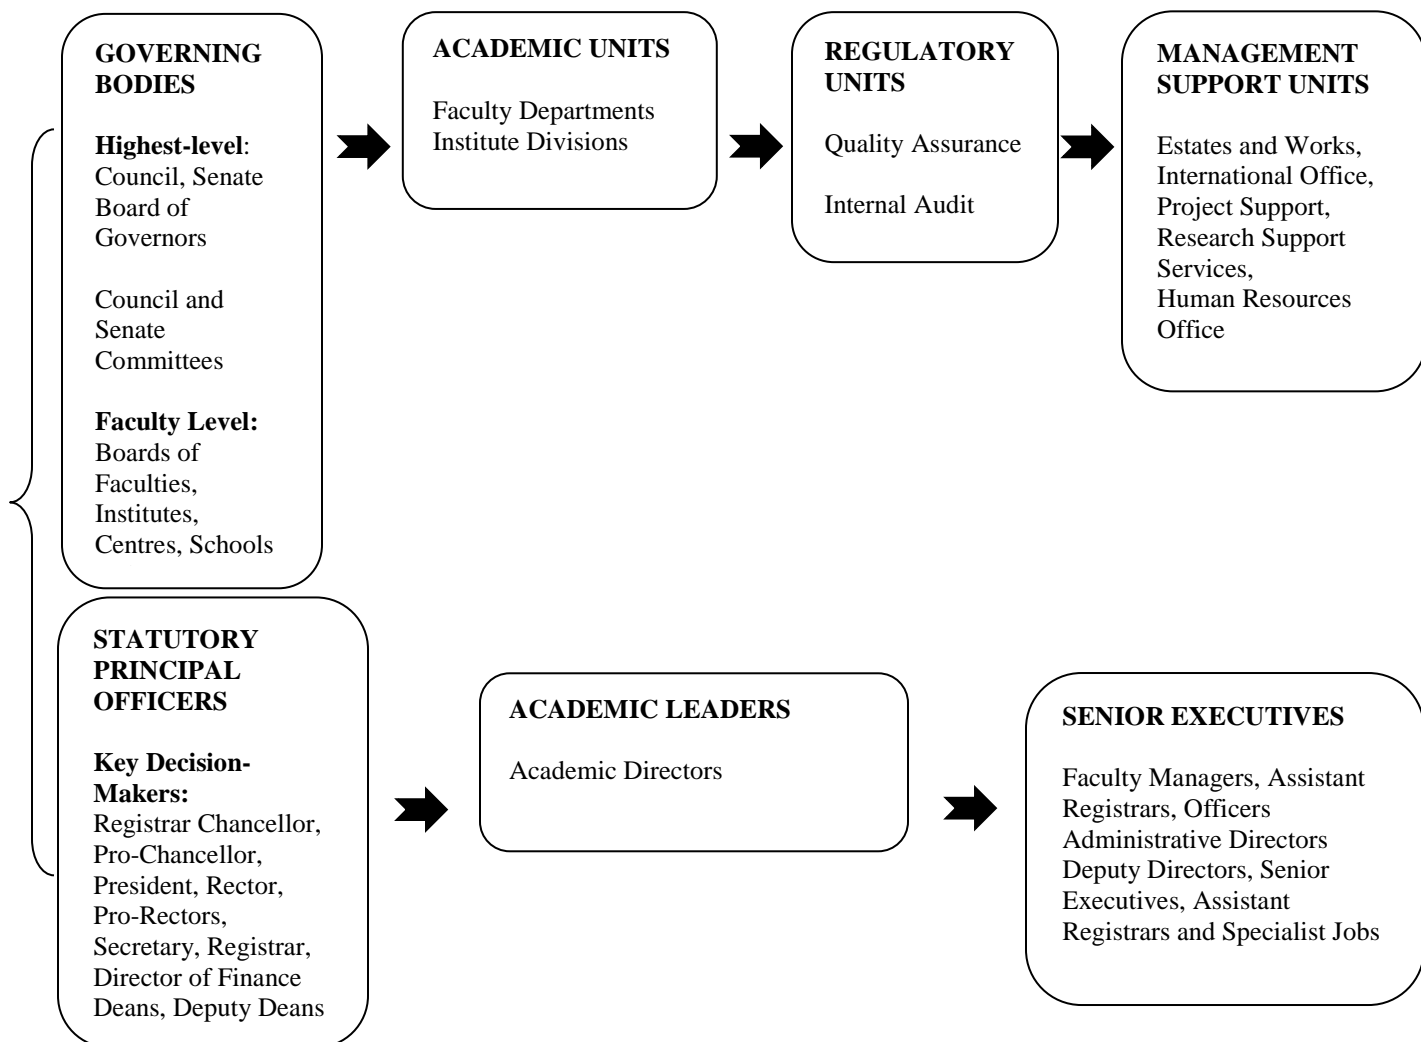 GOVERNING
BODIES
Highest-level:
Council, Senate
Board of
Governors
Council and
Senate
Committees
Faculty Level:
Boards of
Faculties,
Institutes,
Centres, Schools
ACADEMIC UNITS
Faculty Departments
Institute Divisions
REGULATORY
UNITS
Quality Assurance
Internal Audit
MANAGEMENT
SUPPORT UNITS
Estates and Works,
International Office,
Project Support,
Research Support
Services,
Human Resources
Office
STATUTORY
PRINCIPAL
OFFICERS
Key Decision-
Makers:
Registrar Chancellor,
Pro-Chancellor,
President, Rector,
Pro-Rectors,
Secretary, Registrar,
Director of Finance
Deans, Deputy Deans
ACADEMIC LEADERS
Academic Directors
SENIOR EXECUTIVES
Faculty Managers, Assistant
Registrars, Officers
Administrative Directors
Deputy Directors, Senior
Executives, Assistant
Registrars and Specialist Jobs